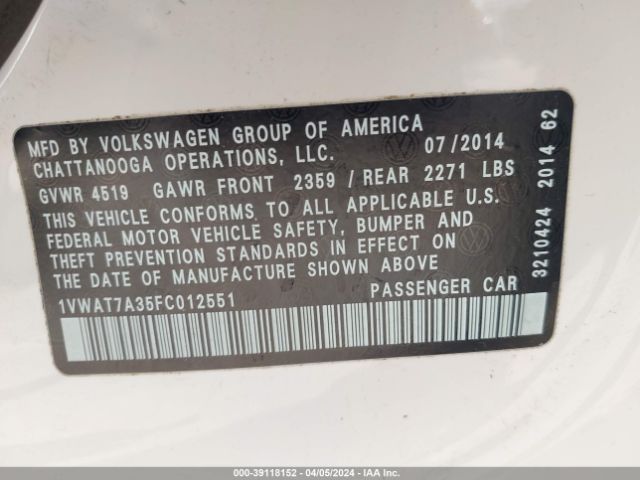 MFD BY VOLKSWAGEN GROUP OF AMERICA
CHATTANOOGA OPERATIONS, LLC. 07/2014
GVWR 4519 GAWR FRONT 2359 / REAR 2271 LBS
THIS VEHICLE CONFORMS TO ALL APPLICABLE U.S.
FEDERAL MOTOR VEHICLE SAFETY, BUMPER AND
THEFT PREVENTION STANDARDS IN EFFECT ON
THE DATE OF MANUFACTURE SHOWN ABOVE
1VWAT7A35FC012551 PASSENGER CAR
3210424 2014 62
000-39118152 - 04/05/2024 - IAA Inc.